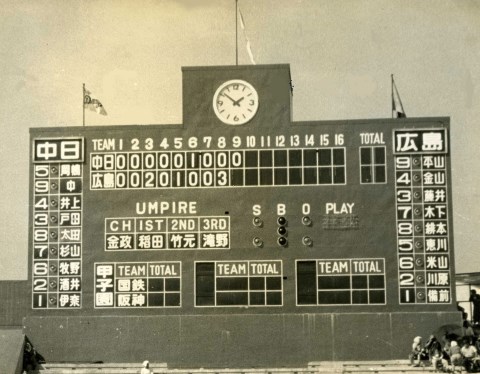 中日
広島
TEAM 1 2 3 4 5 6 7 8 9 10 11 12 13 14 15 16 TOTAL
中日 0 0 0 0 0 1 0 0 0
広島 0 0 2 0 1 0 0 3
5 岡嶋
9 中
4 井上
3 戸田
8 太田
7 杉山
6 牧野
2 酒井
1 伊奈
UMPIRE
CH 1ST 2ND 3RD
金政 稲田 竹元 滝野
S B O PLAY
甲子園
TEAM TOTAL
国鉄
阪神
TEAM TOTAL
TEAM TOTAL
9 本山
4 金山
3 藤井
7 木下
8 緋本
5 東川
6 米山
2 川原
1 備前